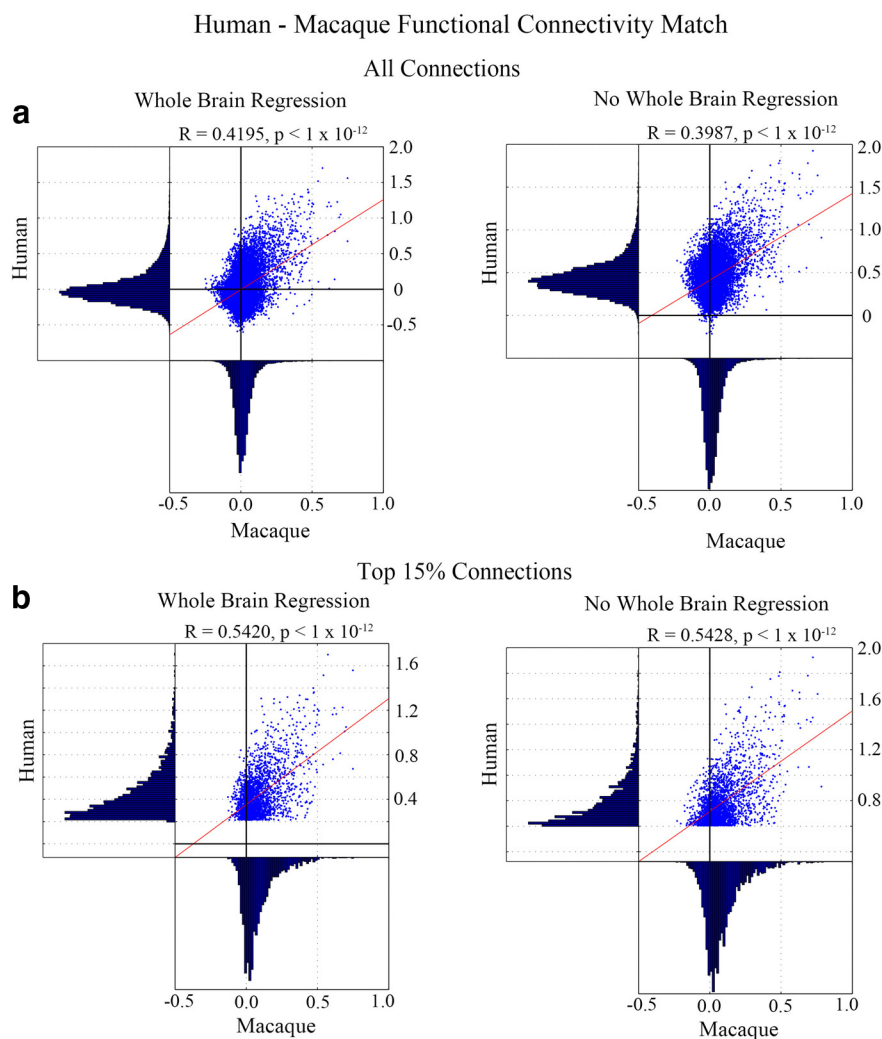 Human - Macaque Functional Connectivity Match
All Connections
a
Whole Brain Regression
R = 0.4195, p < 1 x 10⁻¹²
2.0
1.5
1.0
0.5
0
-0.5
Human
-0.5 0.0 0.5 1.0
Macaque
No Whole Brain Regression
R = 0.3987, p < 1 x 10⁻¹²
2.0
1.5
1.0
0.5
0
Human
-0.5 0.0 0.5 1.0
Macaque
Top 15% Connections
b
Whole Brain Regression
R = 0.5420, p < 1 x 10⁻¹²
1.6
1.2
0.8
0.4
Human
-0.5 0.0 0.5 1.0
Macaque
No Whole Brain Regression
R = 0.5428, p < 1 x 10⁻¹²
2.0
1.6
1.2
0.8
Human
-0.5 0.0 0.5 1.0
Macaque